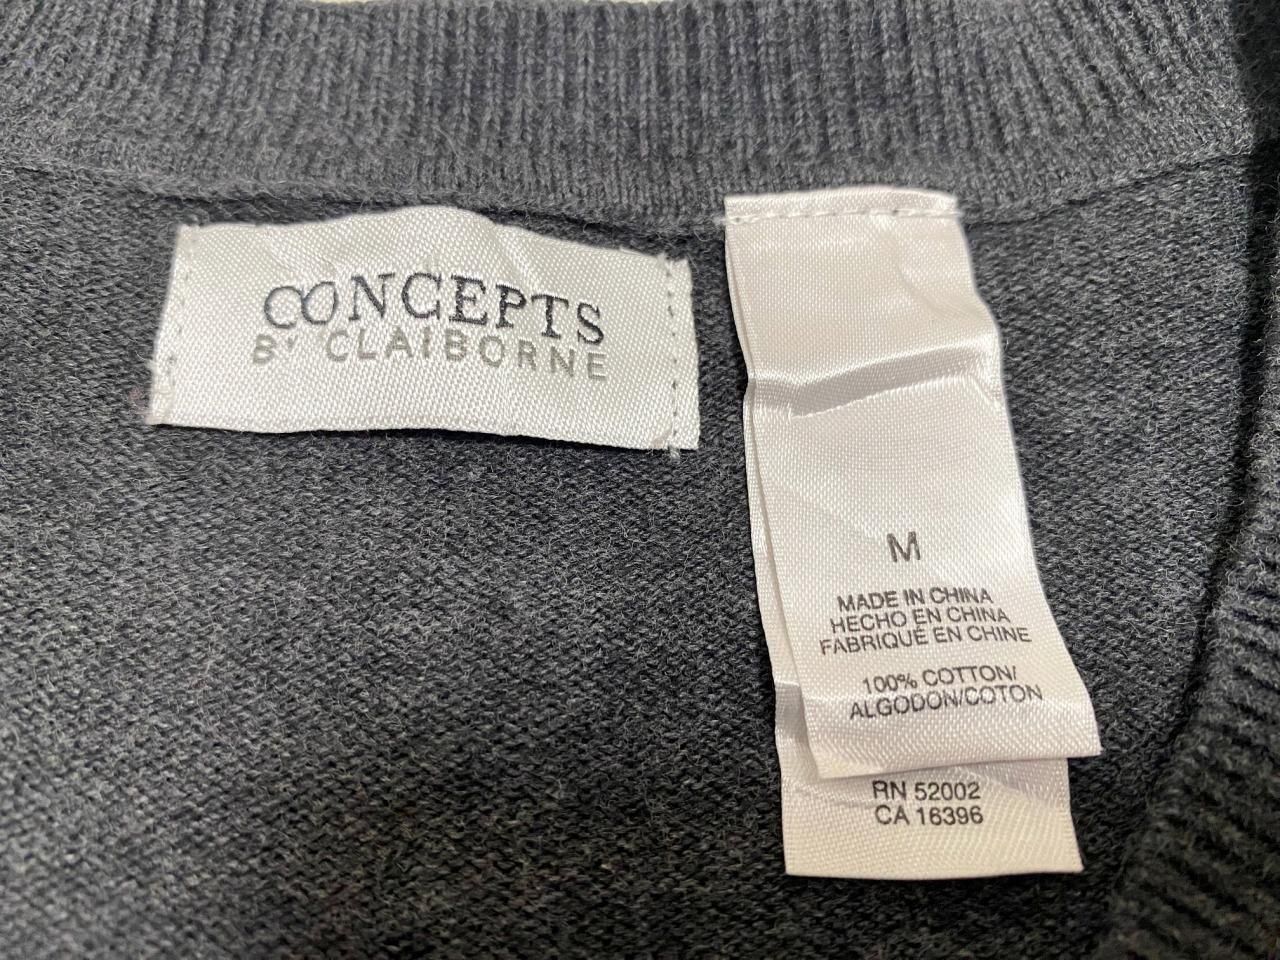 CONCEPTS
BY CLAIBORNE
M
MADE IN CHINA
HECHO EN CHINA
FABRIQUÉ EN CHINE
100% COTTON/
ALGODON/COTON
RN 52002
CA 16396